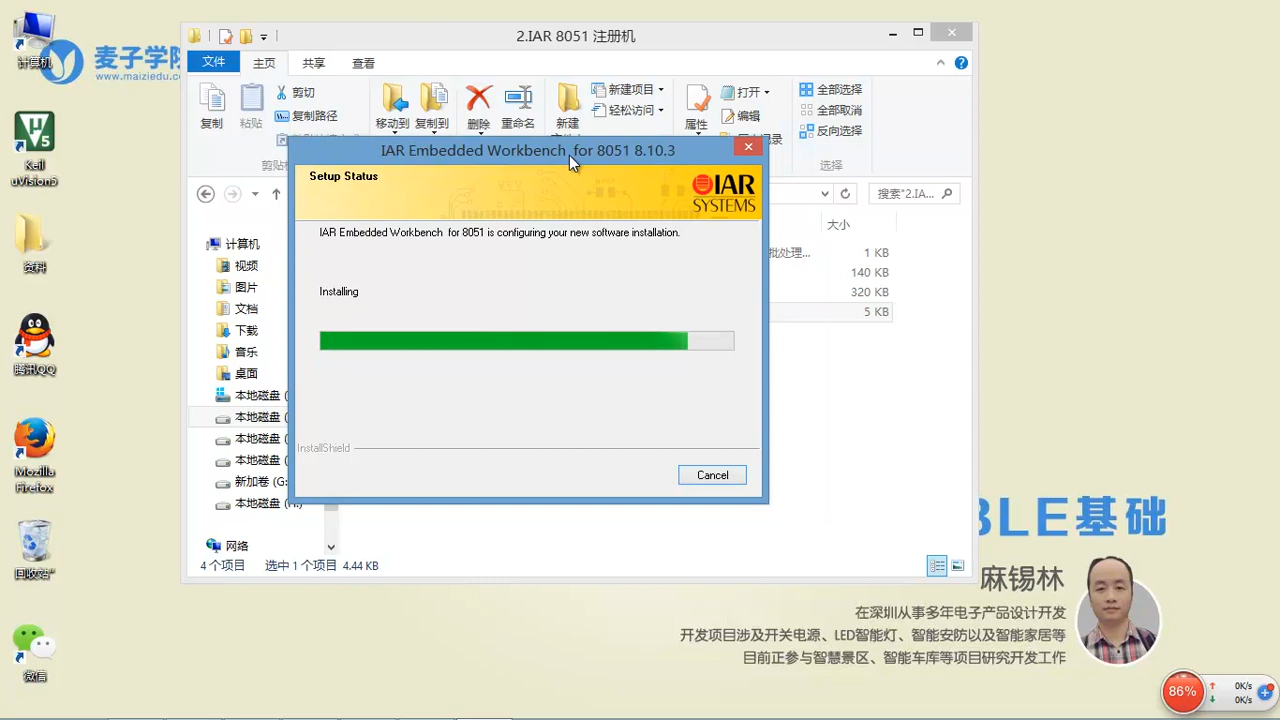 计算机
麦子学院
www.maiziedu.co
Keil
uVision5
资料
腾讯QQ
Mozilla
Firefox
回收站
微信
2.IAR 8051 注册机
文件
主页
共享
查看
复制
粘贴
剪切
复制路径
移动到
复制到
删除
重命名
新建
新建项目
轻松访问
属性
打开
编辑
全部选择
全部取消
反向选择
选择
搜索"2.IA...
大小
批处理...
1 KB
140 KB
320 KB
5 KB
计算机
视频
图片
文档
下载
音乐
桌面
本地磁盘 (
本地磁盘 (
本地磁盘 (
本地磁盘 (
新加卷 (G:
本地磁盘 (H:)
网络
4 个项目
选中 1 个项目 4.44 KB
IAR Embedded Workbench for 8051 8.10.3
Setup Status
IAR
SYSTEMS
IAR Embedded Workbench for 8051 is configuring your new software installation.
Installing
InstallShield
Cancel
BLE基础
麻锡林
在深圳从事多年电子产品设计开发
开发项目涉及开关电源、LED智能灯、智能安防以及智能家居等
目前正参与智慧景区、智能车库等项目研究开发工作
86%
0K/s
0K/s